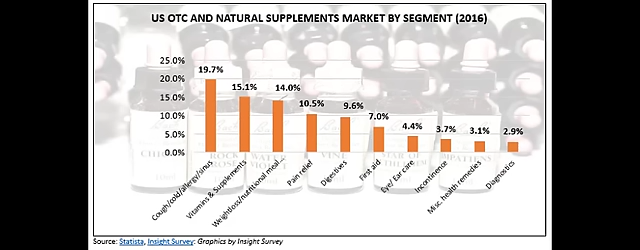 US OTC AND NATURAL SUPPLEMENTS MARKET BY SEGMENT (2016)
25.0%
20.0%
15.0%
10.0%
5.0%
0.0%
19.7%
15.1%
14.0%
10.5%
9.6%
7.0%
4.4%
3.7%
3.1%
2.9%
Cough/cold/allergy/sinus
Vitamins & Supplements
Weightloss/nutritional meal ...
Pain relief
Digestives
First aid
Eye/ Ear care
Incontinence
Misc. health remedies
Diagnostics
Source: Statista, Insight Survey: Graphics by Insight Survey